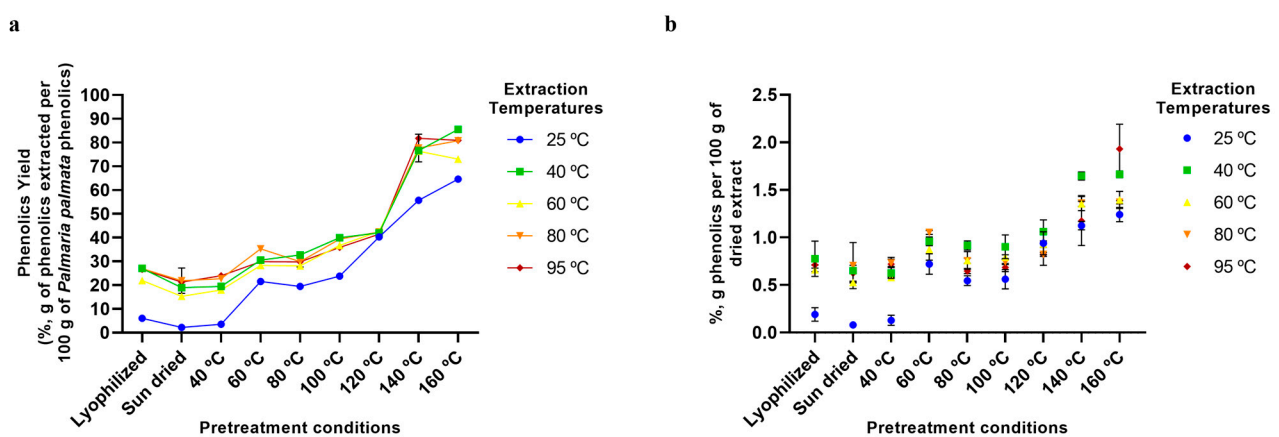 a
Phenolics Yield
(%, g of phenolics extracted per
100 g of Palmaria palmata phenolics)
100
90
80
70
60
50
40
30
20
10
0
Lyophilized
Sun dried
40 ºC
60 ºC
80 ºC
100 ºC
120 ºC
140 ºC
160 ºC
Pretreatment conditions
Extraction
Temperatures
25 ºC
40 ºC
60 ºC
80 ºC
95 ºC
b
%, g phenolics per 100 g of
dried extract
2.5
2.0
1.5
1.0
0.5
0.0
Lyophilized
Sun dried
40 ºC
60 ºC
80 ºC
100 ºC
120 ºC
140 ºC
160 ºC
Pretreatment conditions
Extraction
Temperatures
25 ºC
40 ºC
60 ºC
80 ºC
95 ºC